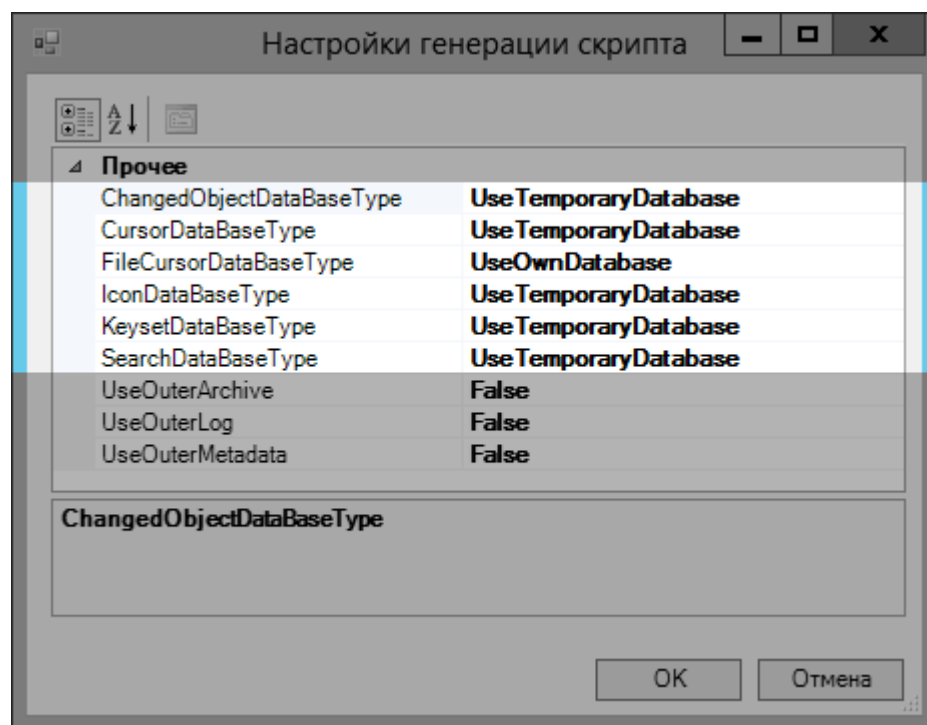 Настройки генерации скрипта
Прочее
ChangedObjectDataBaseType UseTemporaryDatabase
CursorDataBaseType UseTemporaryDatabase
FileCursorDataBaseType UseOwnDatabase
IconDataBaseType UseTemporaryDatabase
KeysetDataBaseType UseTemporaryDatabase
SearchDataBaseType UseTemporaryDatabase
UseOuterArchive False
UseOuterLog False
UseOuterMetadata False
ChangedObjectDataBaseType
OK Отмена